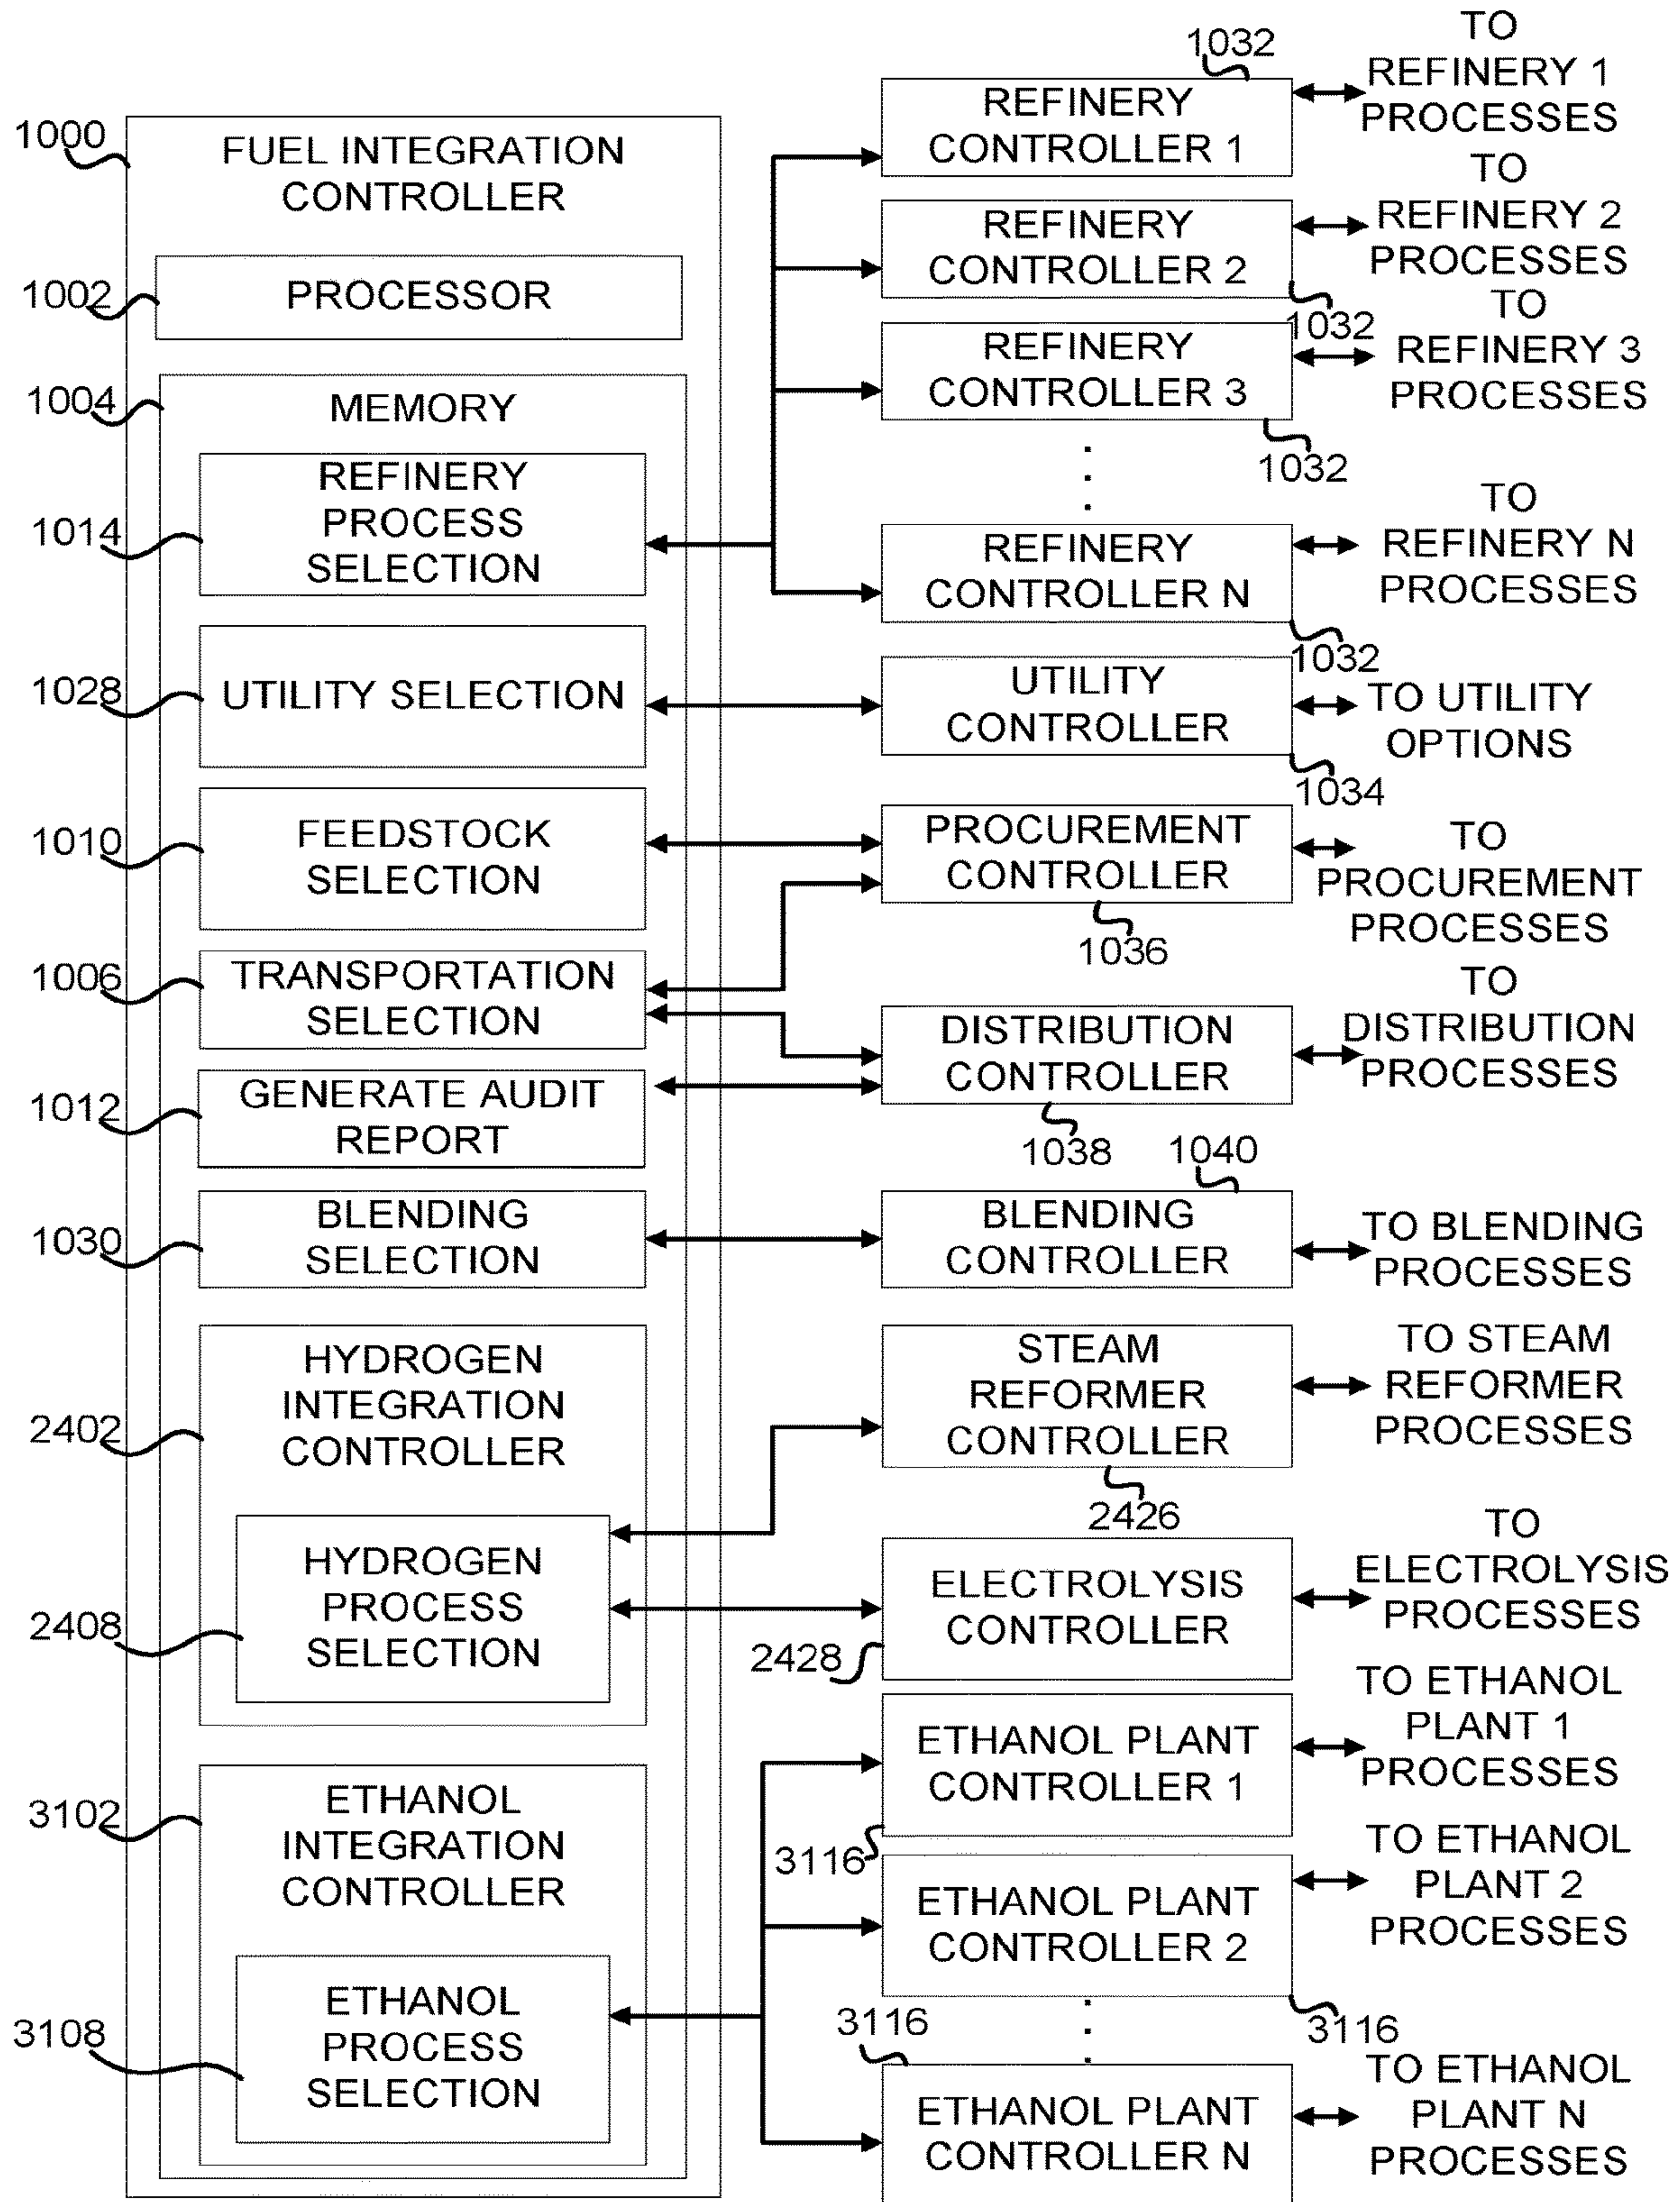 1000
FUEL INTEGRATION
CONTROLLER
1002
PROCESSOR
1004
MEMORY
1014
REFINERY
PROCESS
SELECTION
1028
UTILITY SELECTION
1010
FEEDSTOCK
SELECTION
1006
TRANSPORTATION
SELECTION
1012
GENERATE AUDIT
REPORT
1030
BLENDING
SELECTION
2402
HYDROGEN
INTEGRATION
CONTROLLER
2408
HYDROGEN
PROCESS
SELECTION
3102
ETHANOL
INTEGRATION
CONTROLLER
3108
ETHANOL
PROCESS
SELECTION
1032
REFINERY
CONTROLLER 1
TO
REFINERY 1
PROCESSES
REFINERY
CONTROLLER 2
1032
TO
REFINERY 2
PROCESSES
REFINERY
CONTROLLER 3
1032
TO
REFINERY 3
PROCESSES
REFINERY
CONTROLLER N
1032
TO
REFINERY N
PROCESSES
UTILITY
CONTROLLER
1034
TO UTILITY
OPTIONS
PROCUREMENT
CONTROLLER
1036
TO
PROCUREMENT
PROCESSES
DISTRIBUTION
CONTROLLER
1038
TO
DISTRIBUTION
PROCESSES
1040
BLENDING
CONTROLLER
TO BLENDING
PROCESSES
STEAM
REFORMER
CONTROLLER
2426
TO STEAM
REFORMER
PROCESSES
ELECTROLYSIS
CONTROLLER
2428
TO
ELECTROLYSIS
PROCESSES
ETHANOL PLANT
CONTROLLER 1
3116
TO ETHANOL
PLANT 1
PROCESSES
ETHANOL PLANT
CONTROLLER 2
3116
TO ETHANOL
PLANT 2
PROCESSES
3116
ETHANOL PLANT
CONTROLLER N
TO ETHANOL
PLANT N
PROCESSES